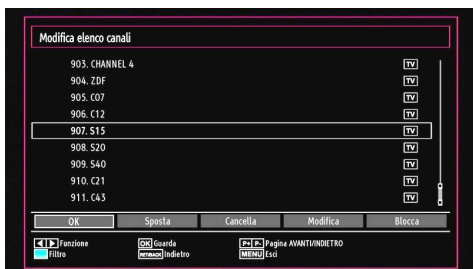 Modifica elenco canali
903. CHANNEL 4 TV
904. ZDF TV
905. C07 TV
906. C12 TV
907. S15 TV
908. S20 TV
909. S40 TV
910. C21 TV
911. C43 TV
OK Sposta Cancella Modifica Blocca
Funzione OK Guarda P+ P- Pagina AVANTI/INDIETRO
Filtro RET/BACK Indietro MENU Esci